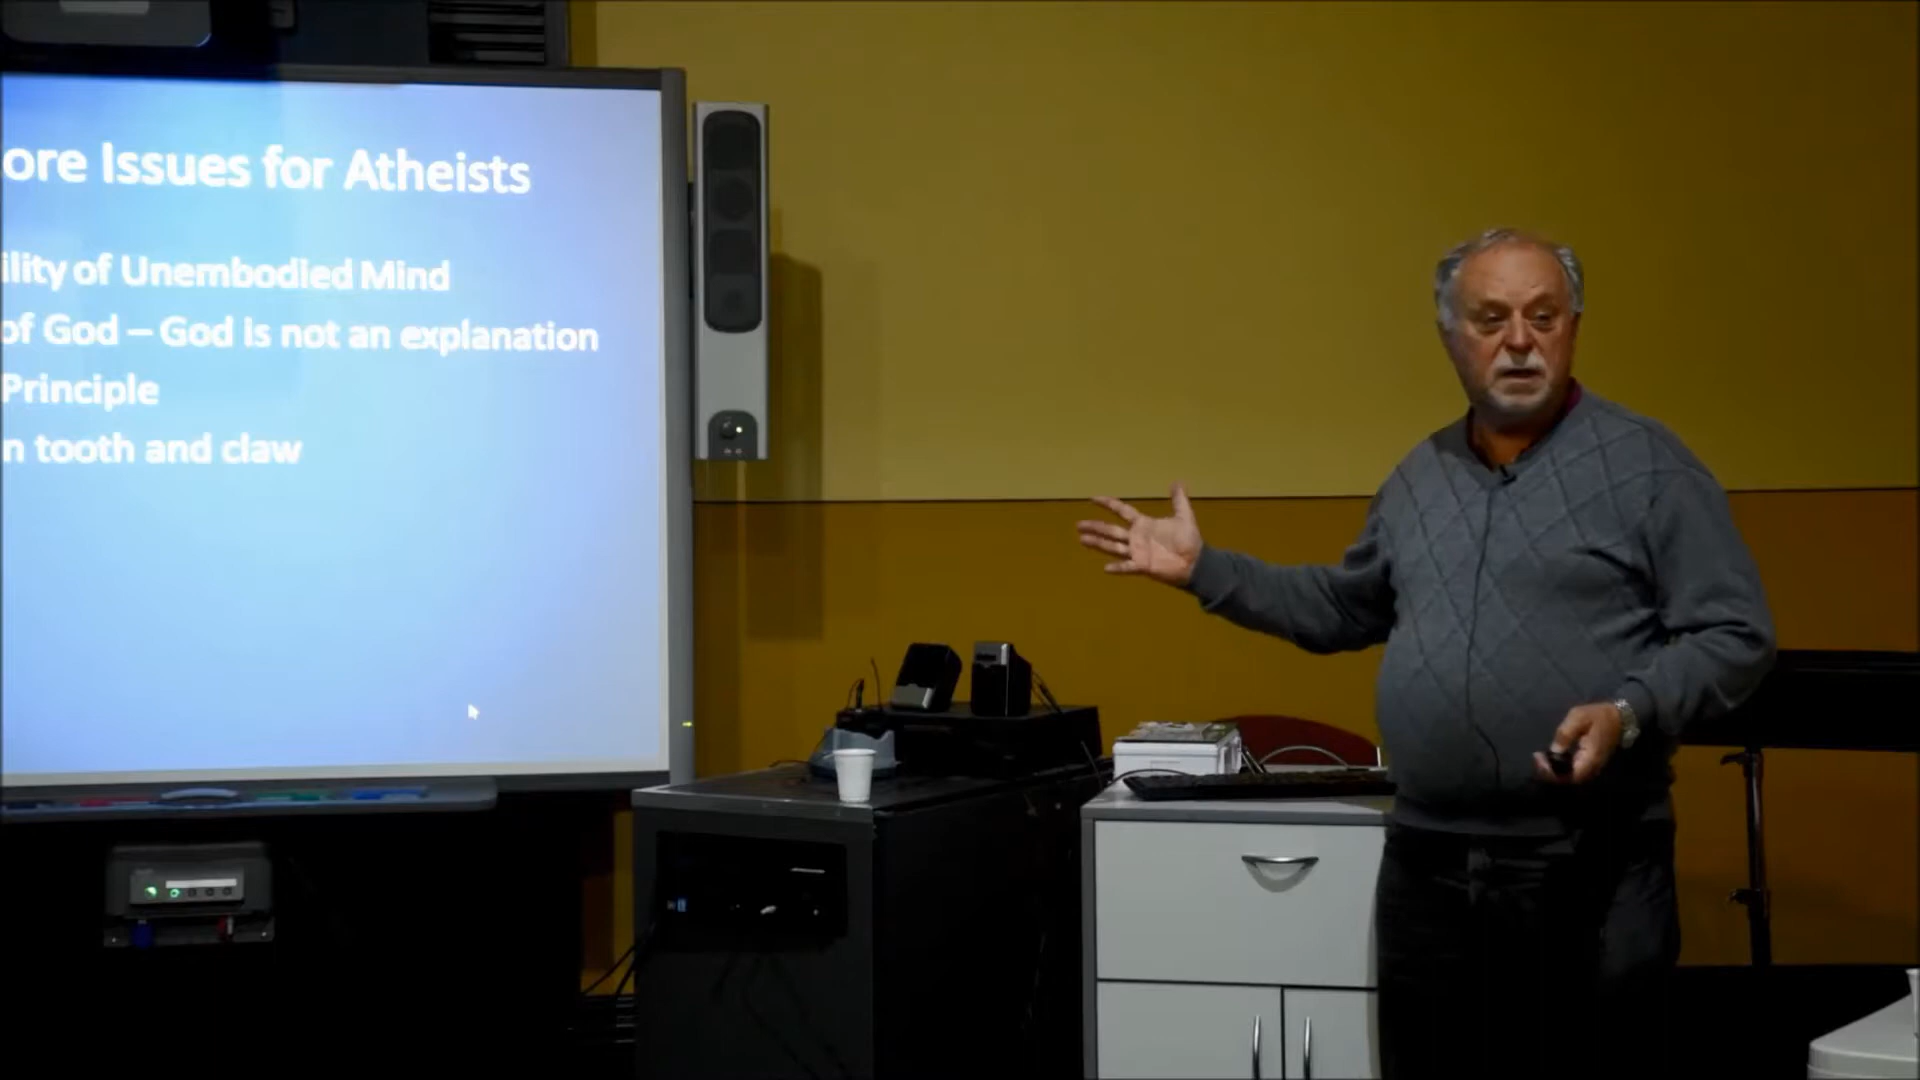 ore Issues for Atheists
ility of Unembodied Mind
of God – God is not an explanation
Principle
n tooth and claw